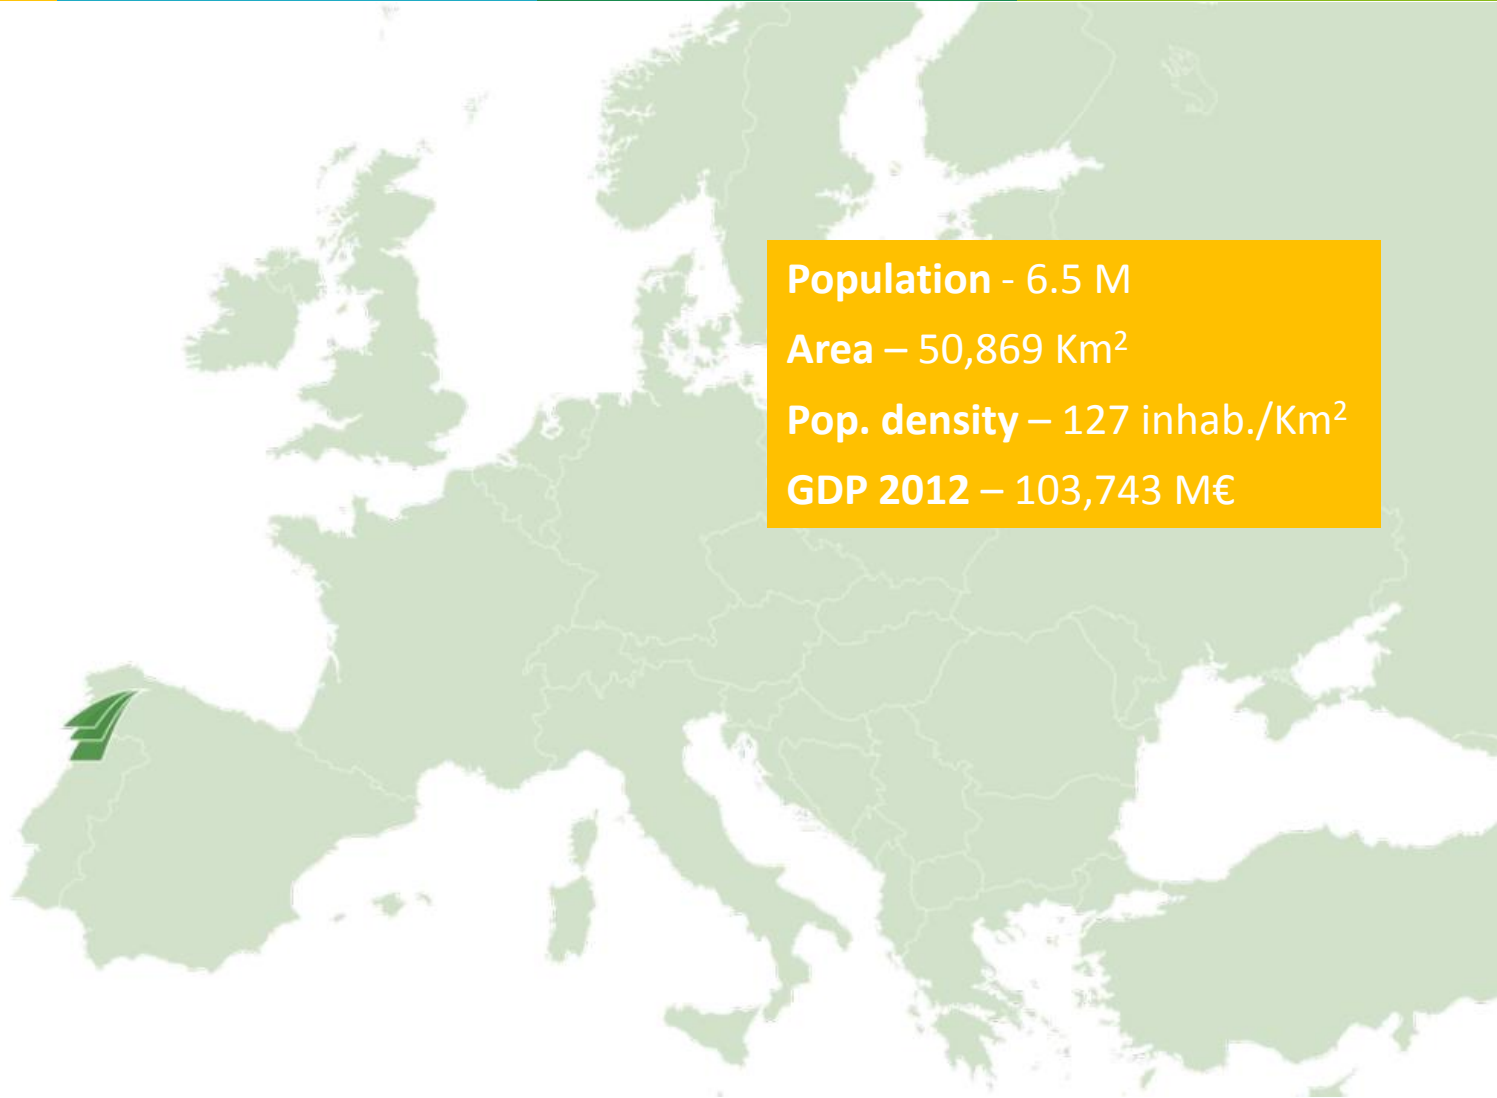 Population - 6.5 M
Area – 50,869 Km²
Pop. density – 127 inhab./Km²
GDP 2012 – 103,743 M€